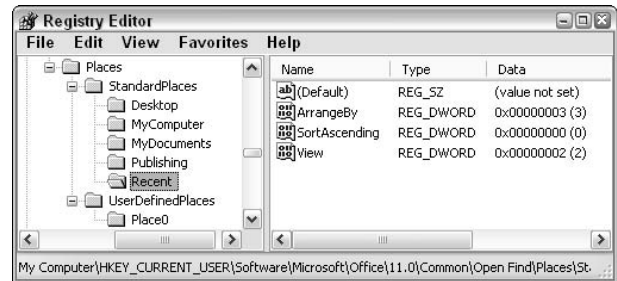 Registry Editor
File Edit View Favorites Help
Places
StandardPlaces
Desktop
MyComputer
MyDocuments
Publishing
Recent
UserDefinedPlaces
Place0
Name Type Data
(Default) REG_SZ (value not set)
ArrangeBy REG_DWORD 0x00000003 (3)
SortAscending REG_DWORD 0x00000000 (0)
View REG_DWORD 0x00000002 (2)
My Computer\HKEY_CURRENT_USER\Software\Microsoft\Office\11.0\Common\Open Find\Places\St